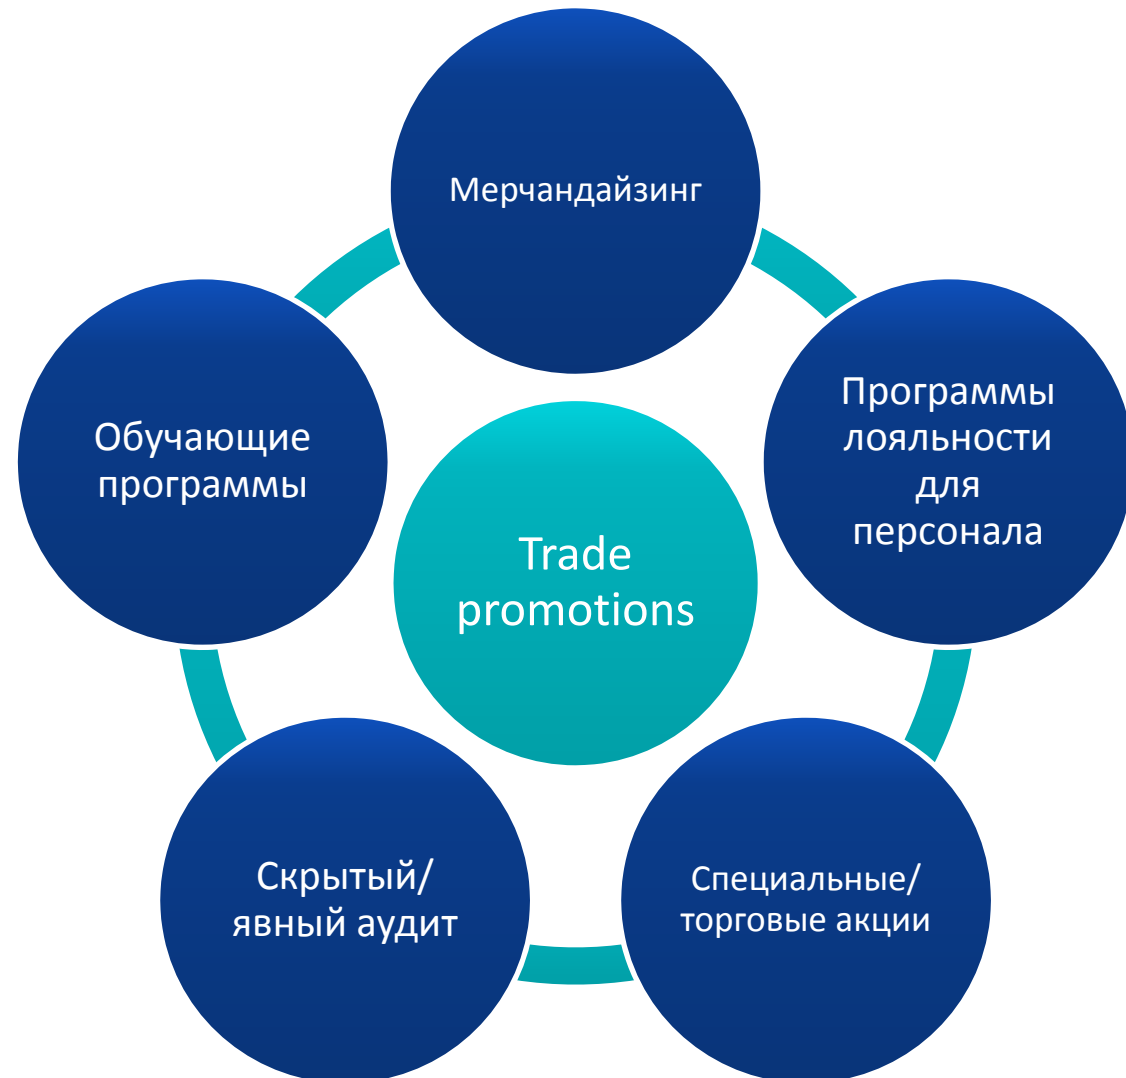 Мерчандайзинг
Программы
лояльности
для
персонала
Обучающие
программы
Trade
promotions
Скрытый/
явный аудит
Специальные/
торговые акции